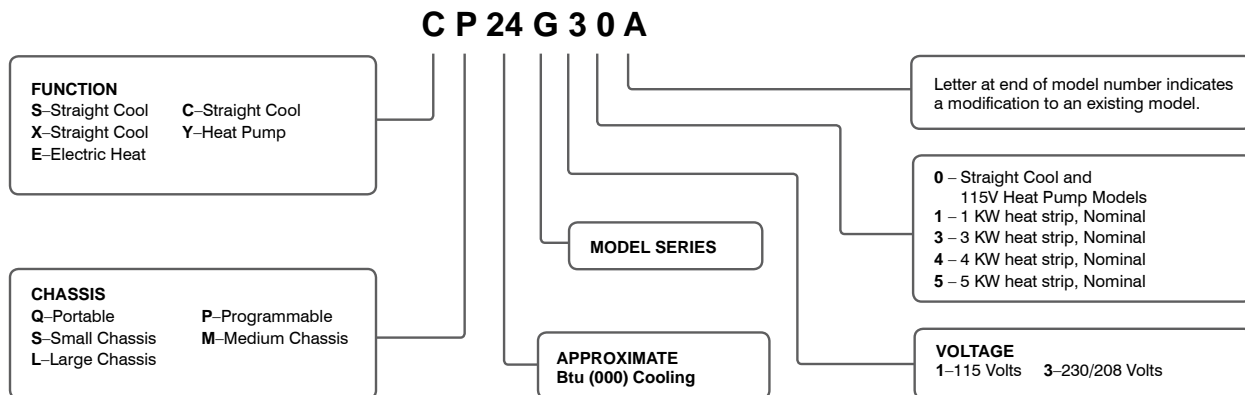 C P 24 G 3 0 A
FUNCTION
S–Straight Cool C–Straight Cool
X–Straight Cool Y–Heat Pump
E–Electric Heat
CHASSIS
Q–Portable P–Programmable
S–Small Chassis M–Medium Chassis
L–Large Chassis
MODEL SERIES
APPROXIMATE
Btu (000) Cooling
Letter at end of model number indicates
a modification to an existing model.
0 – Straight Cool and
115V Heat Pump Models
1 – 1 KW heat strip, Nominal
3 – 3 KW heat strip, Nominal
4 – 4 KW heat strip, Nominal
5 – 5 KW heat strip, Nominal
VOLTAGE
1–115 Volts 3–230/208 Volts